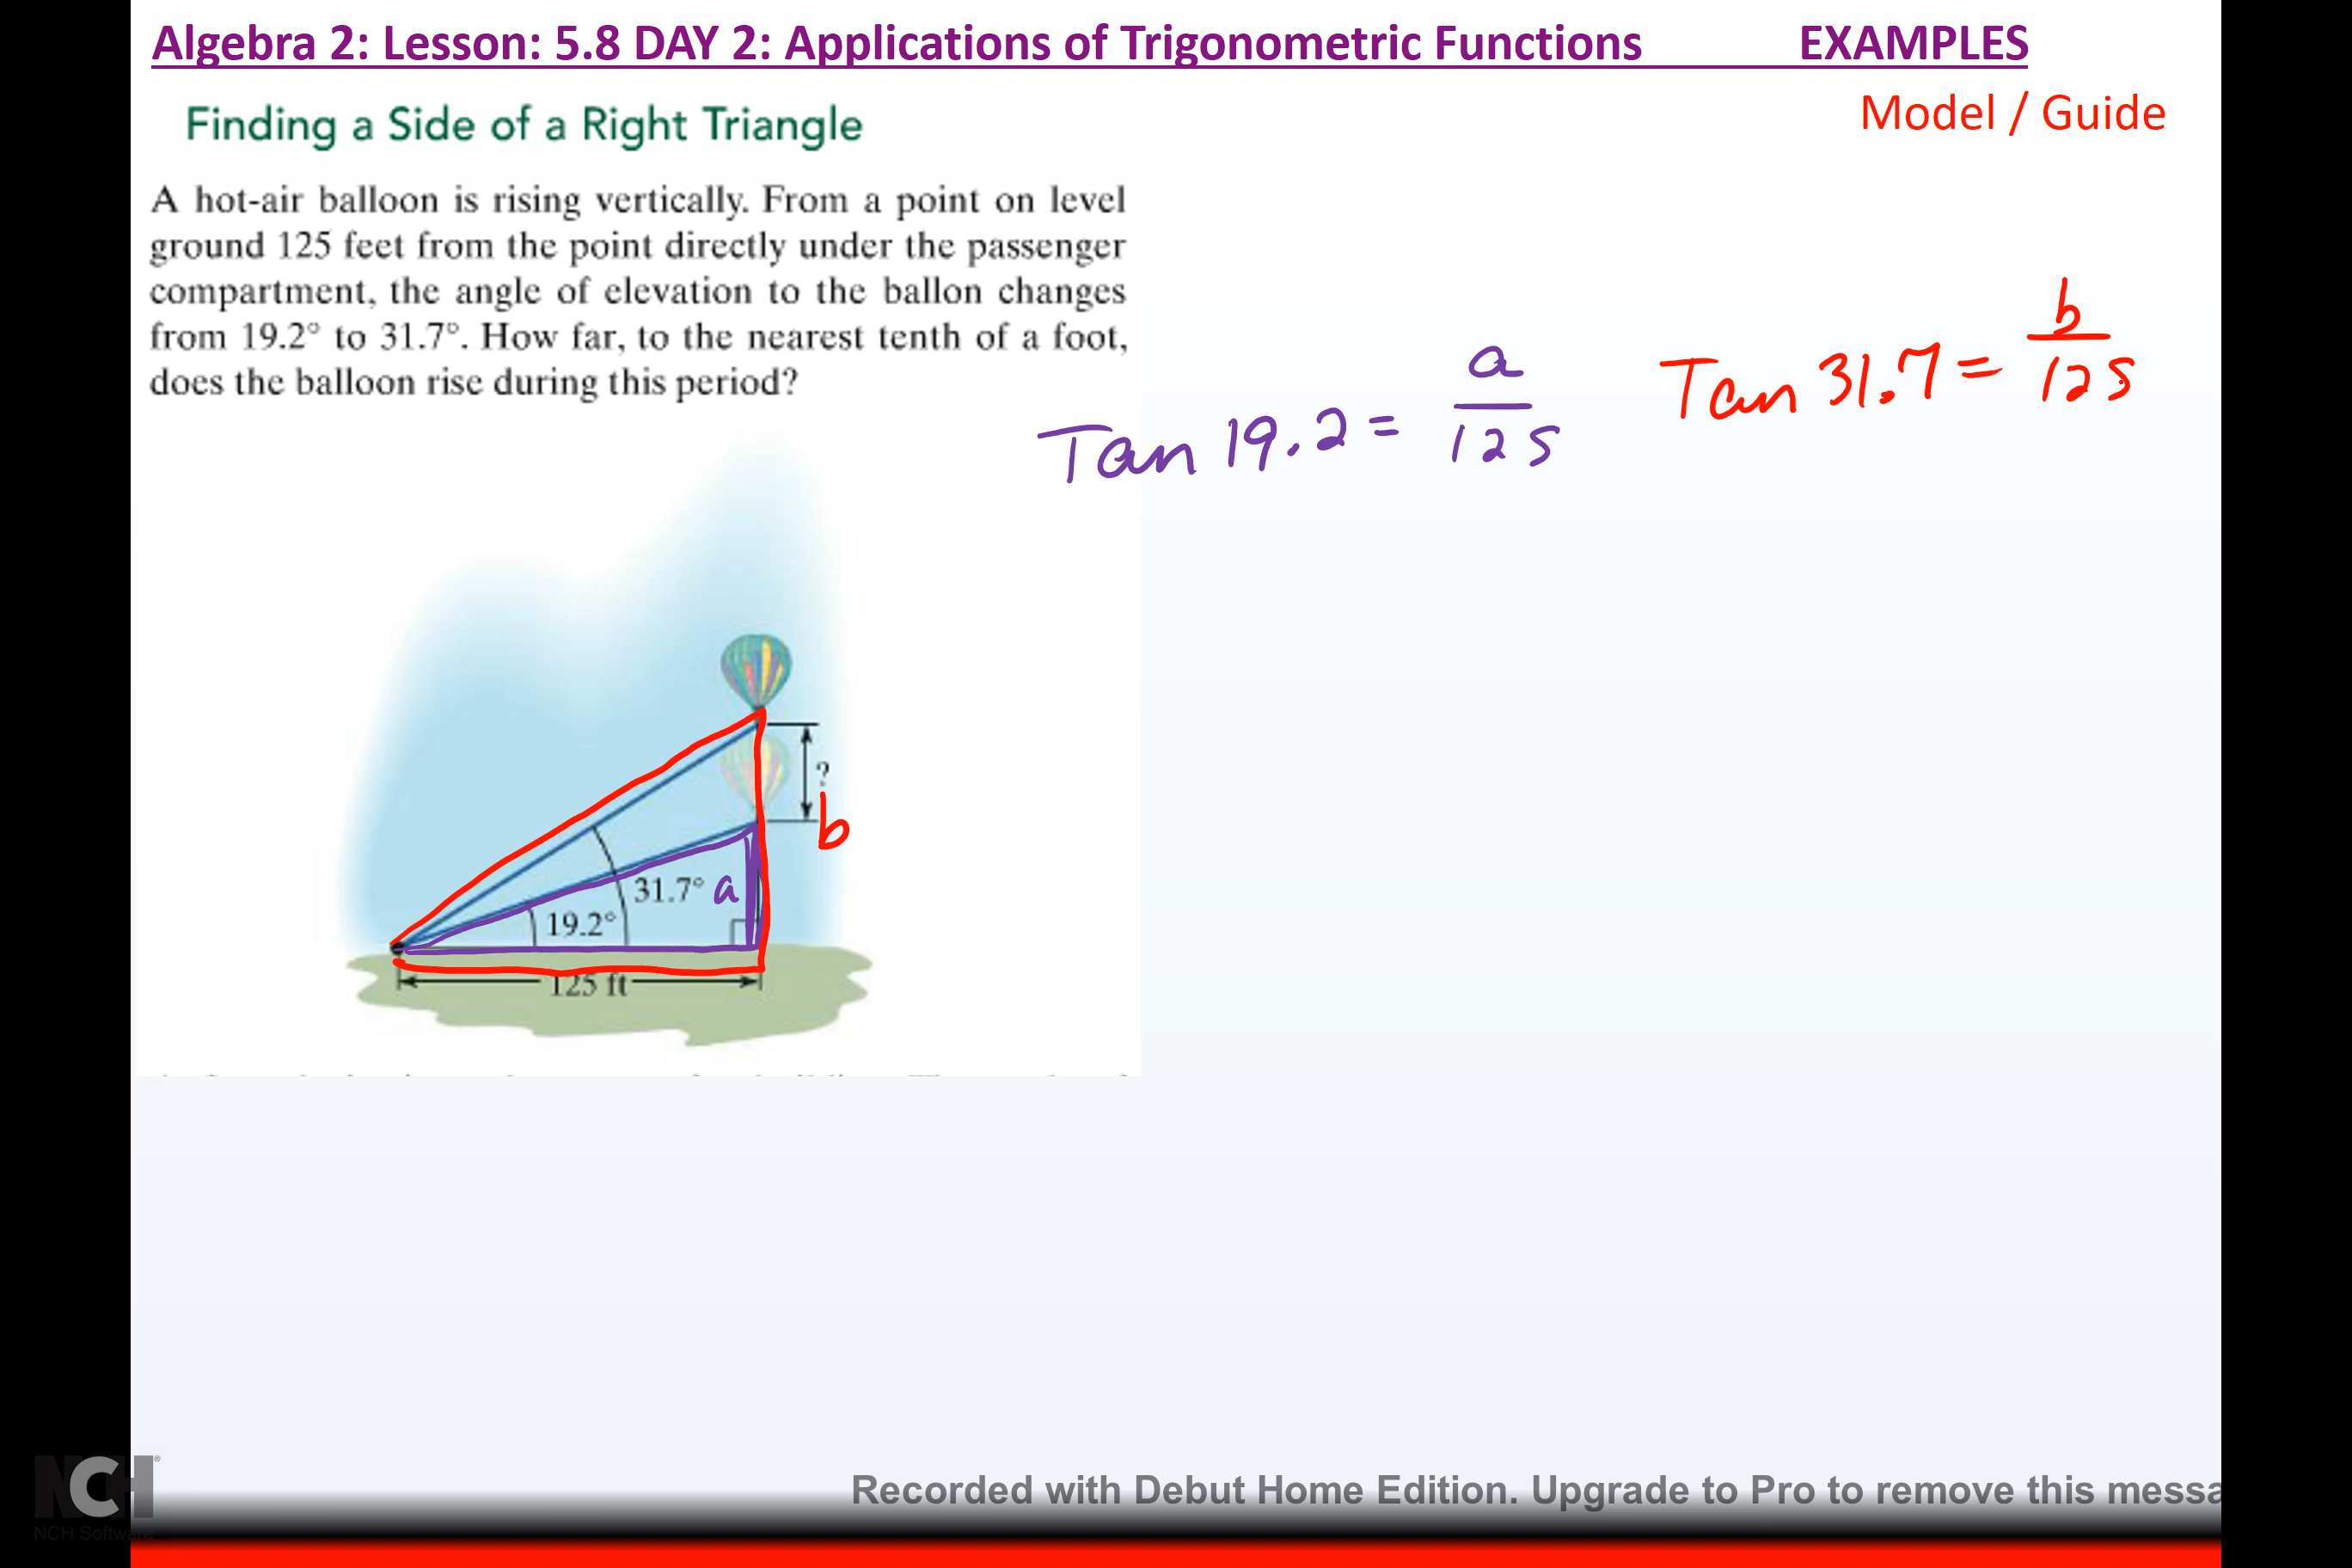 Algebra 2: Lesson: 5.8 DAY 2: Applications of Trigonometric Functions EXAMPLES
Model / Guide
Finding a Side of a Right Triangle
A hot-air balloon is rising vertically. From a point on level
ground 125 feet from the point directly under the passenger
compartment, the angle of elevation to the ballon changes
from 19.2° to 31.7°. How far, to the nearest tenth of a foot,
does the balloon rise during this period?
Tan 19.2 = a/125
Tan 31.7 = b/125
?
b
31.7° a
19.2°
125 ft
Recorded with Debut Home Edition. Upgrade to Pro to remove this messa
NCH®
NCH Software